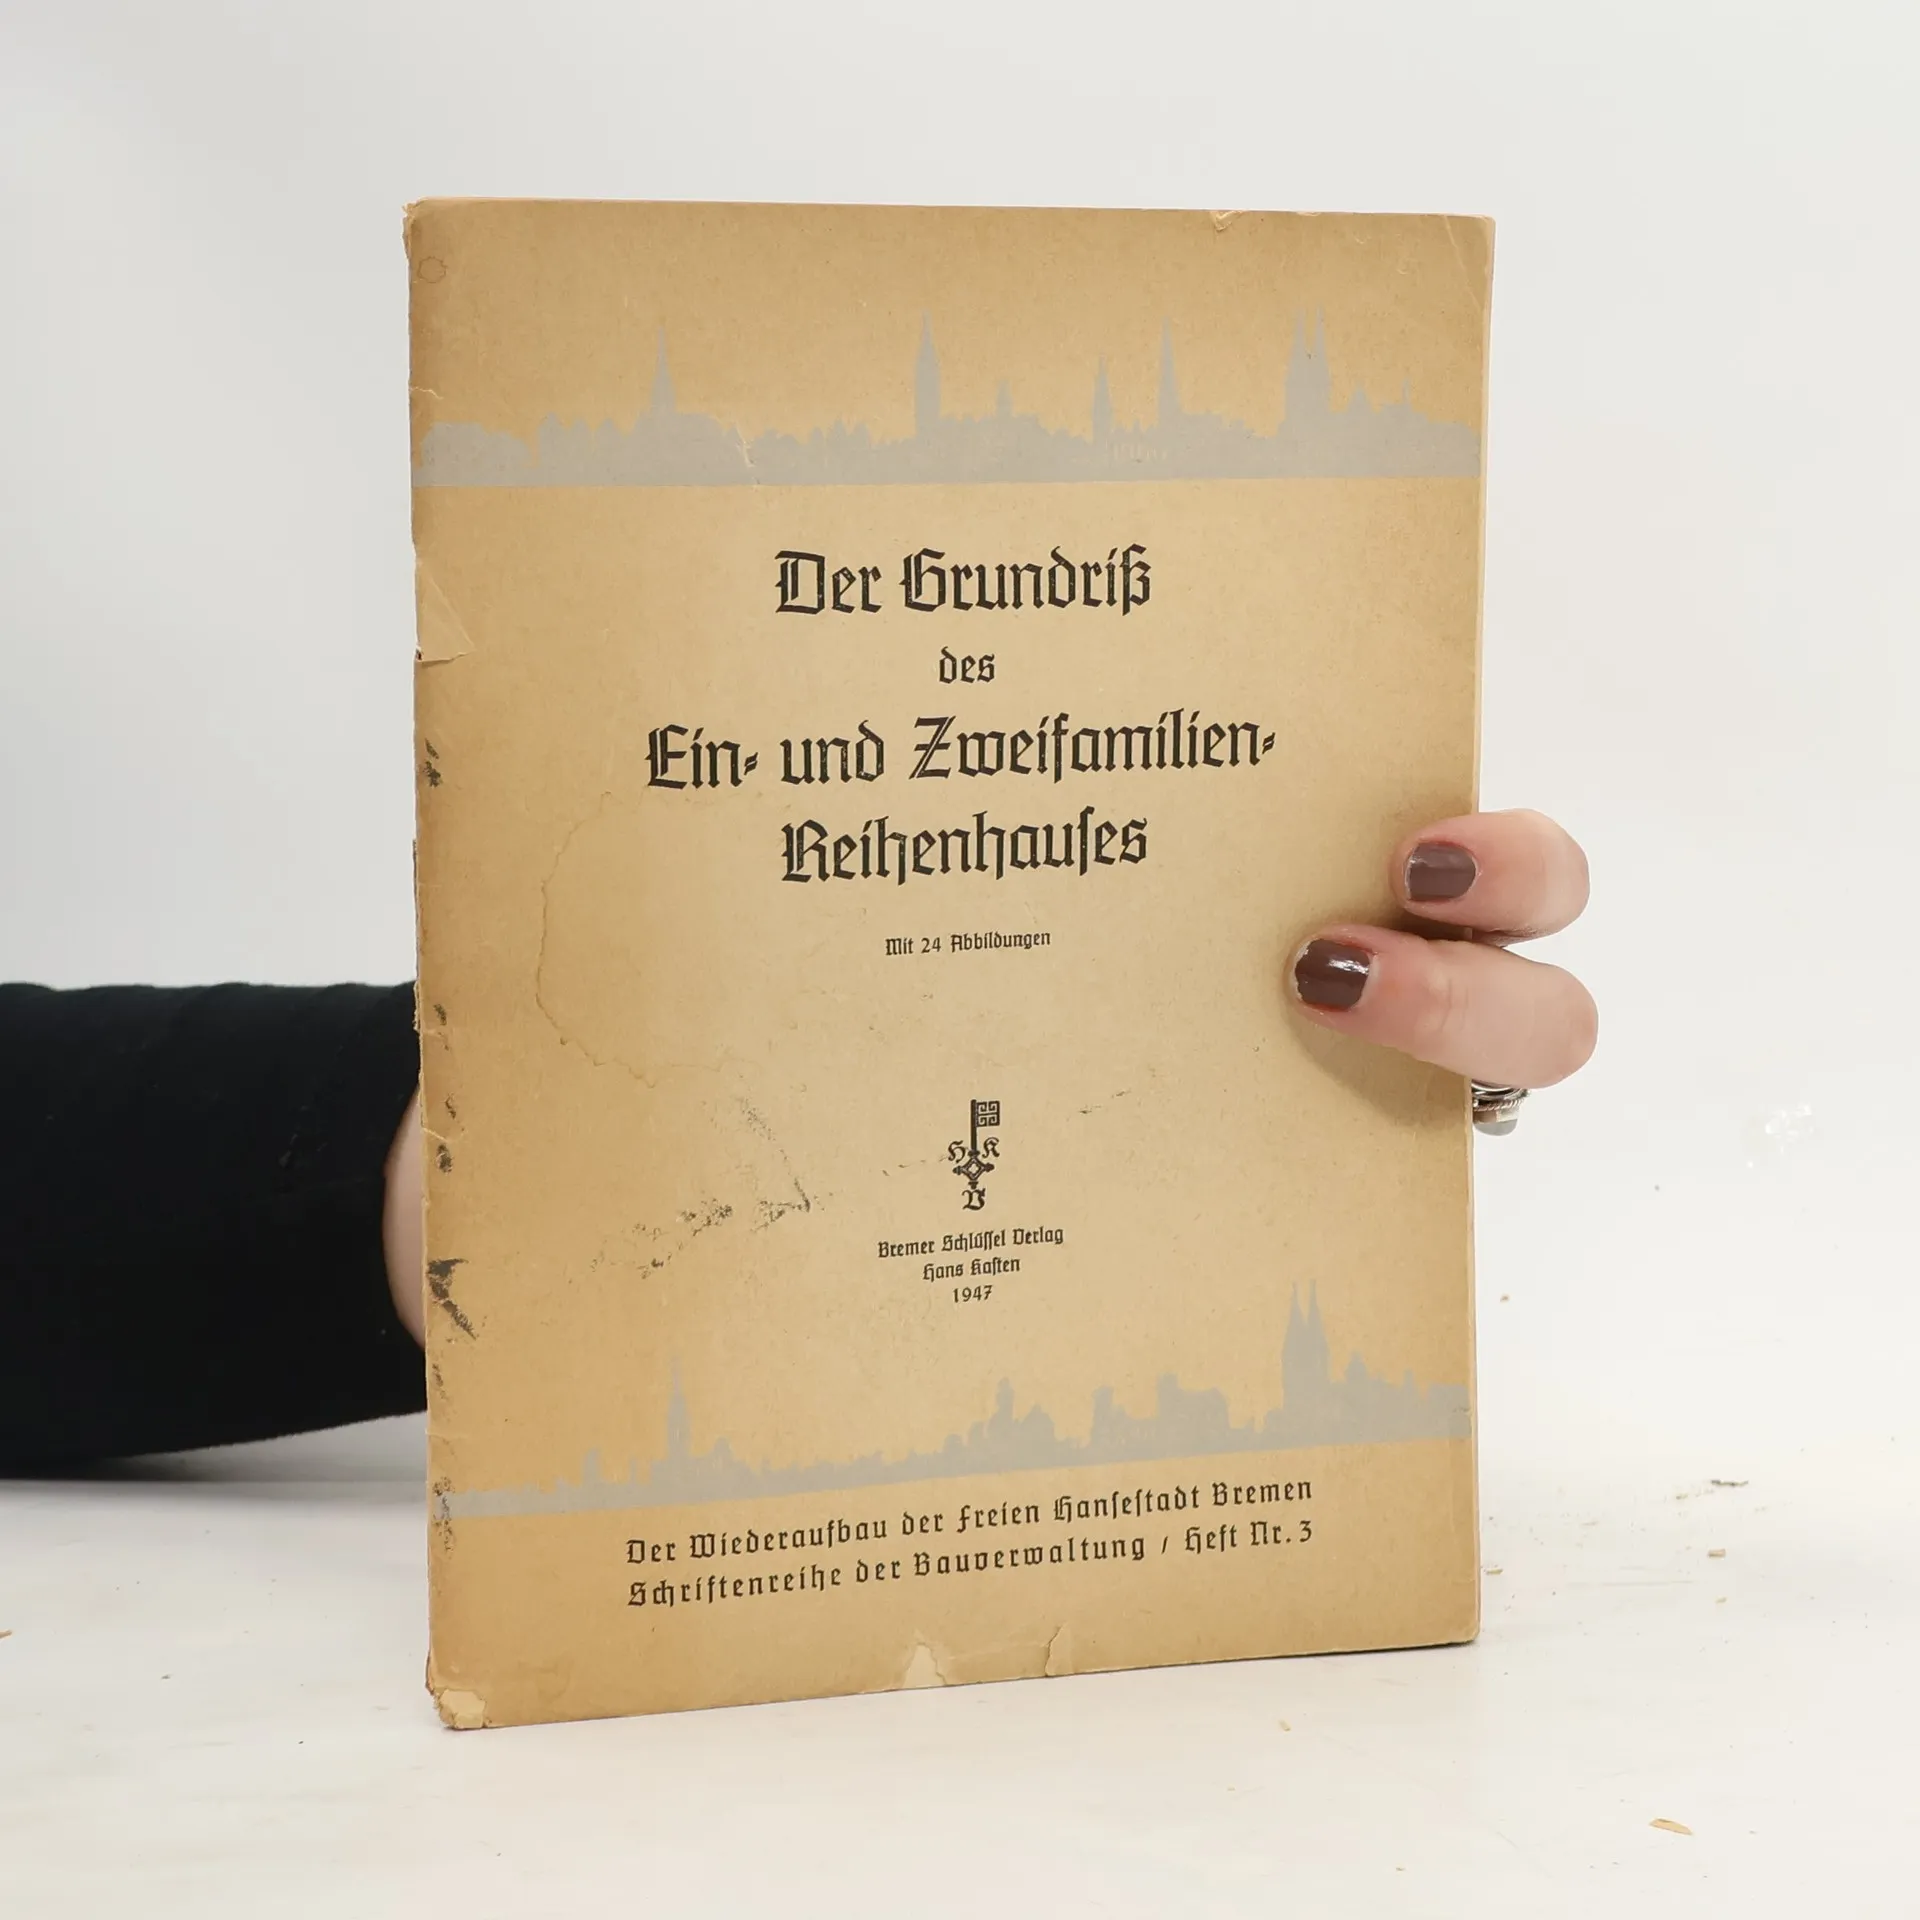 Der Grundriß
des
Ein- und Zweifamilien-
Reihenhauses
Mit 24 Abbildungen
H K
V
Bremer Schlüssel Verlag
Hans Kasten
1947
Der Wiederaufbau der Freien Hansestadt Bremen
Schriftenreihe der Bauverwaltung / Heft Nr. 3